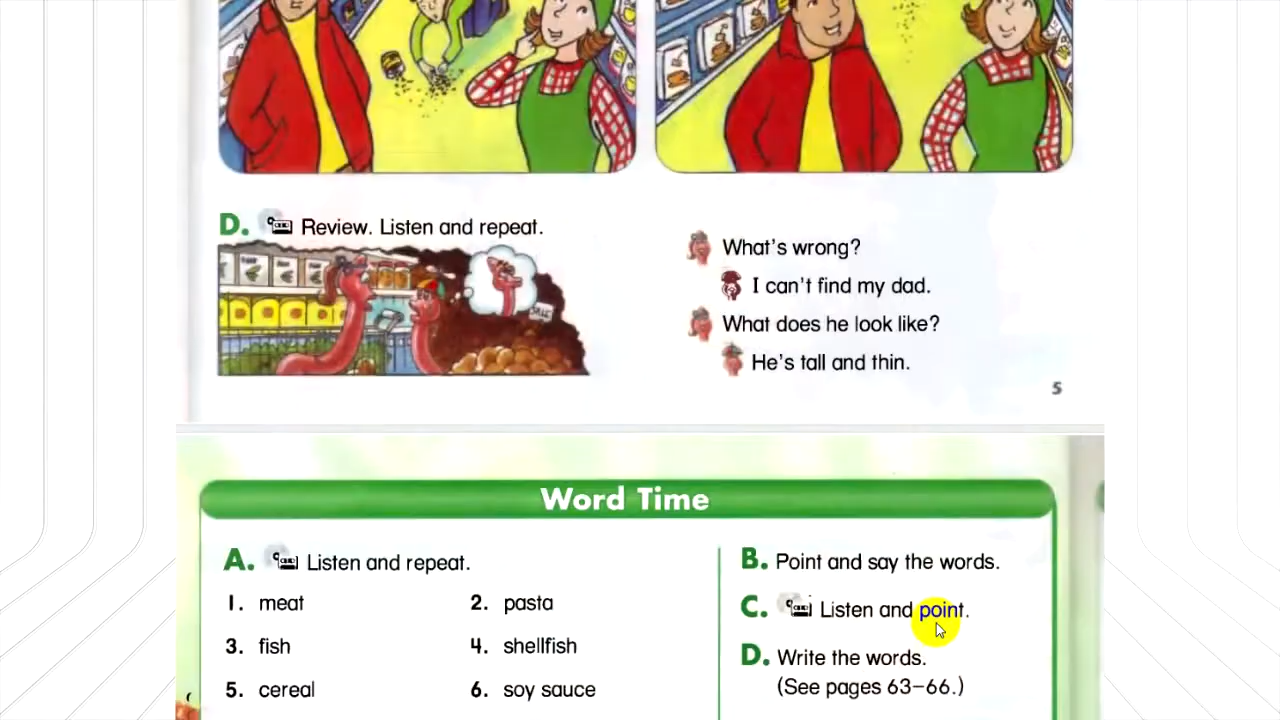 D. Review. Listen and repeat.
What's wrong?
I can't find my dad.
What does he look like?
He's tall and thin.
5
Word Time
A. Listen and repeat.
1. meat
2. pasta
3. fish
4. shellfish
5. cereal
6. soy sauce
B. Point and say the words.
C. Listen and point.
D. Write the words.
(See pages 63–66.)